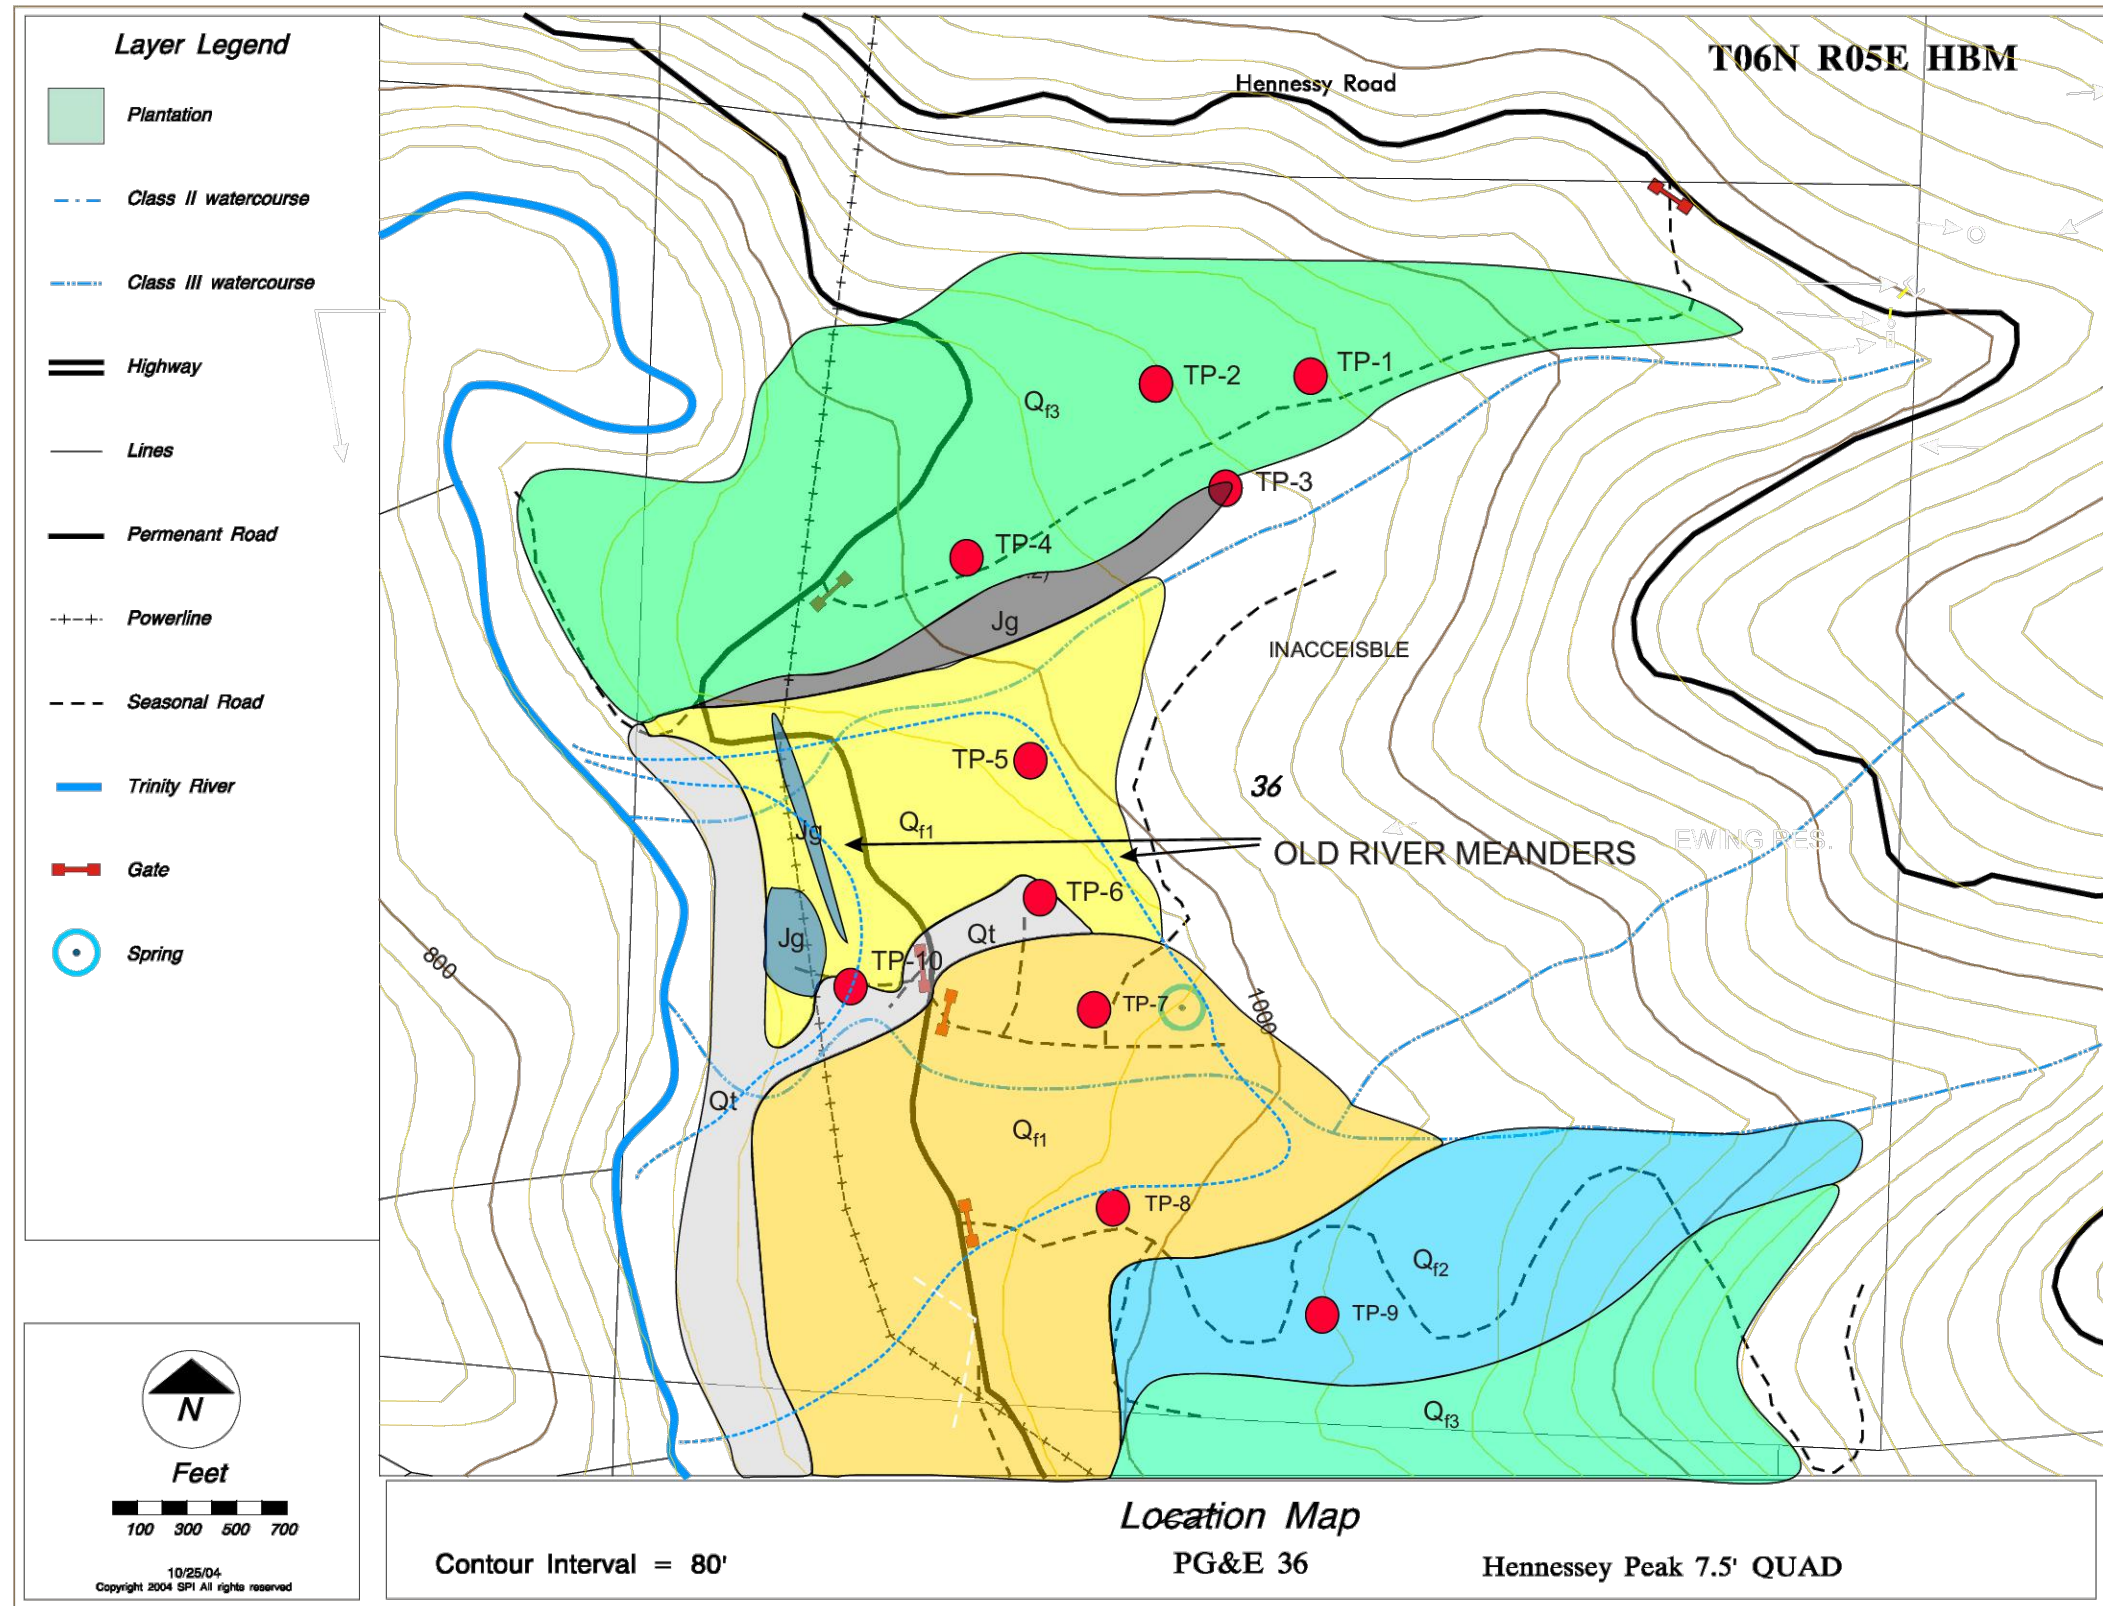 Layer Legend
Plantation
Class II watercourse
Class III watercourse
Highway
Lines
Permenant Road
Powerline
Seasonal Road
Trinity River
Gate
Spring
N
Feet
100 300 500 700
10/25/04
Copyright 2004 SPI All rights reserved
T06N R05E HBM
Hennessy Road
TP-2
TP-1
Qf3
TP-3
TP-4
Jg
INACCEISBLE
TP-5
36
Qf1
Jg
OLD RIVER MEANDERS
EWING RES.
TP-6
Qt
Jg
TP-10
800
TP-7
1000
Qt
Qf1
TP-8
Qf2
TP-9
Qf3
Location Map
Contour Interval = 80'
PG&E 36
Hennessey Peak 7.5' QUAD